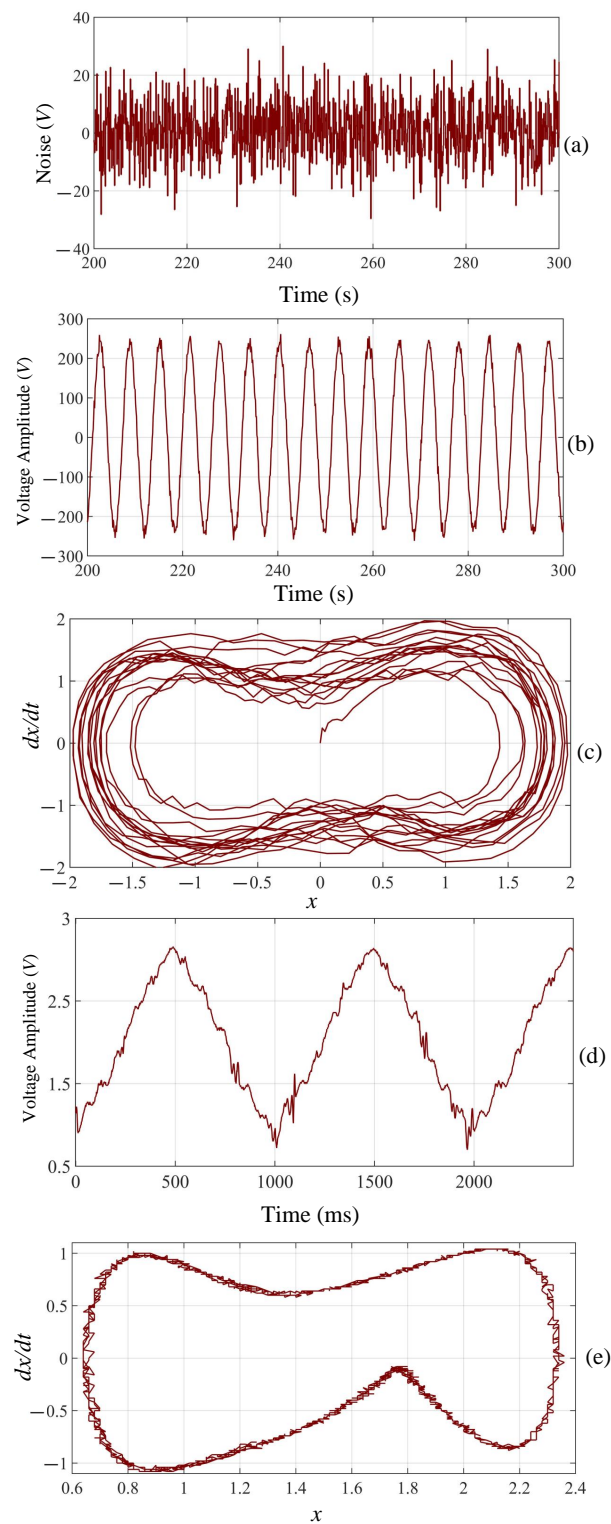 40
20
0
−20
−40
Noise (V)
(a)
200 220 240 260 280 300
Time (s)
300
200
100
0
−100
−200
−300
Voltage Amplitude (V)
(b)
200 220 240 260 280 300
Time (s)
2
1
0
−1
−2
dx/dt
(c)
−2 −1.5 −1 −0.5 0 0.5 1 1.5 2
x
3
2.5
1.5
0.5
Voltage Amplitude (V)
(d)
0 500 1000 1500 2000
Time (ms)
1
0.5
0
−0.5
−1
dx/dt
(e)
0.6 0.8 1 1.2 1.4 1.6 1.8 2 2.2 2.4
x